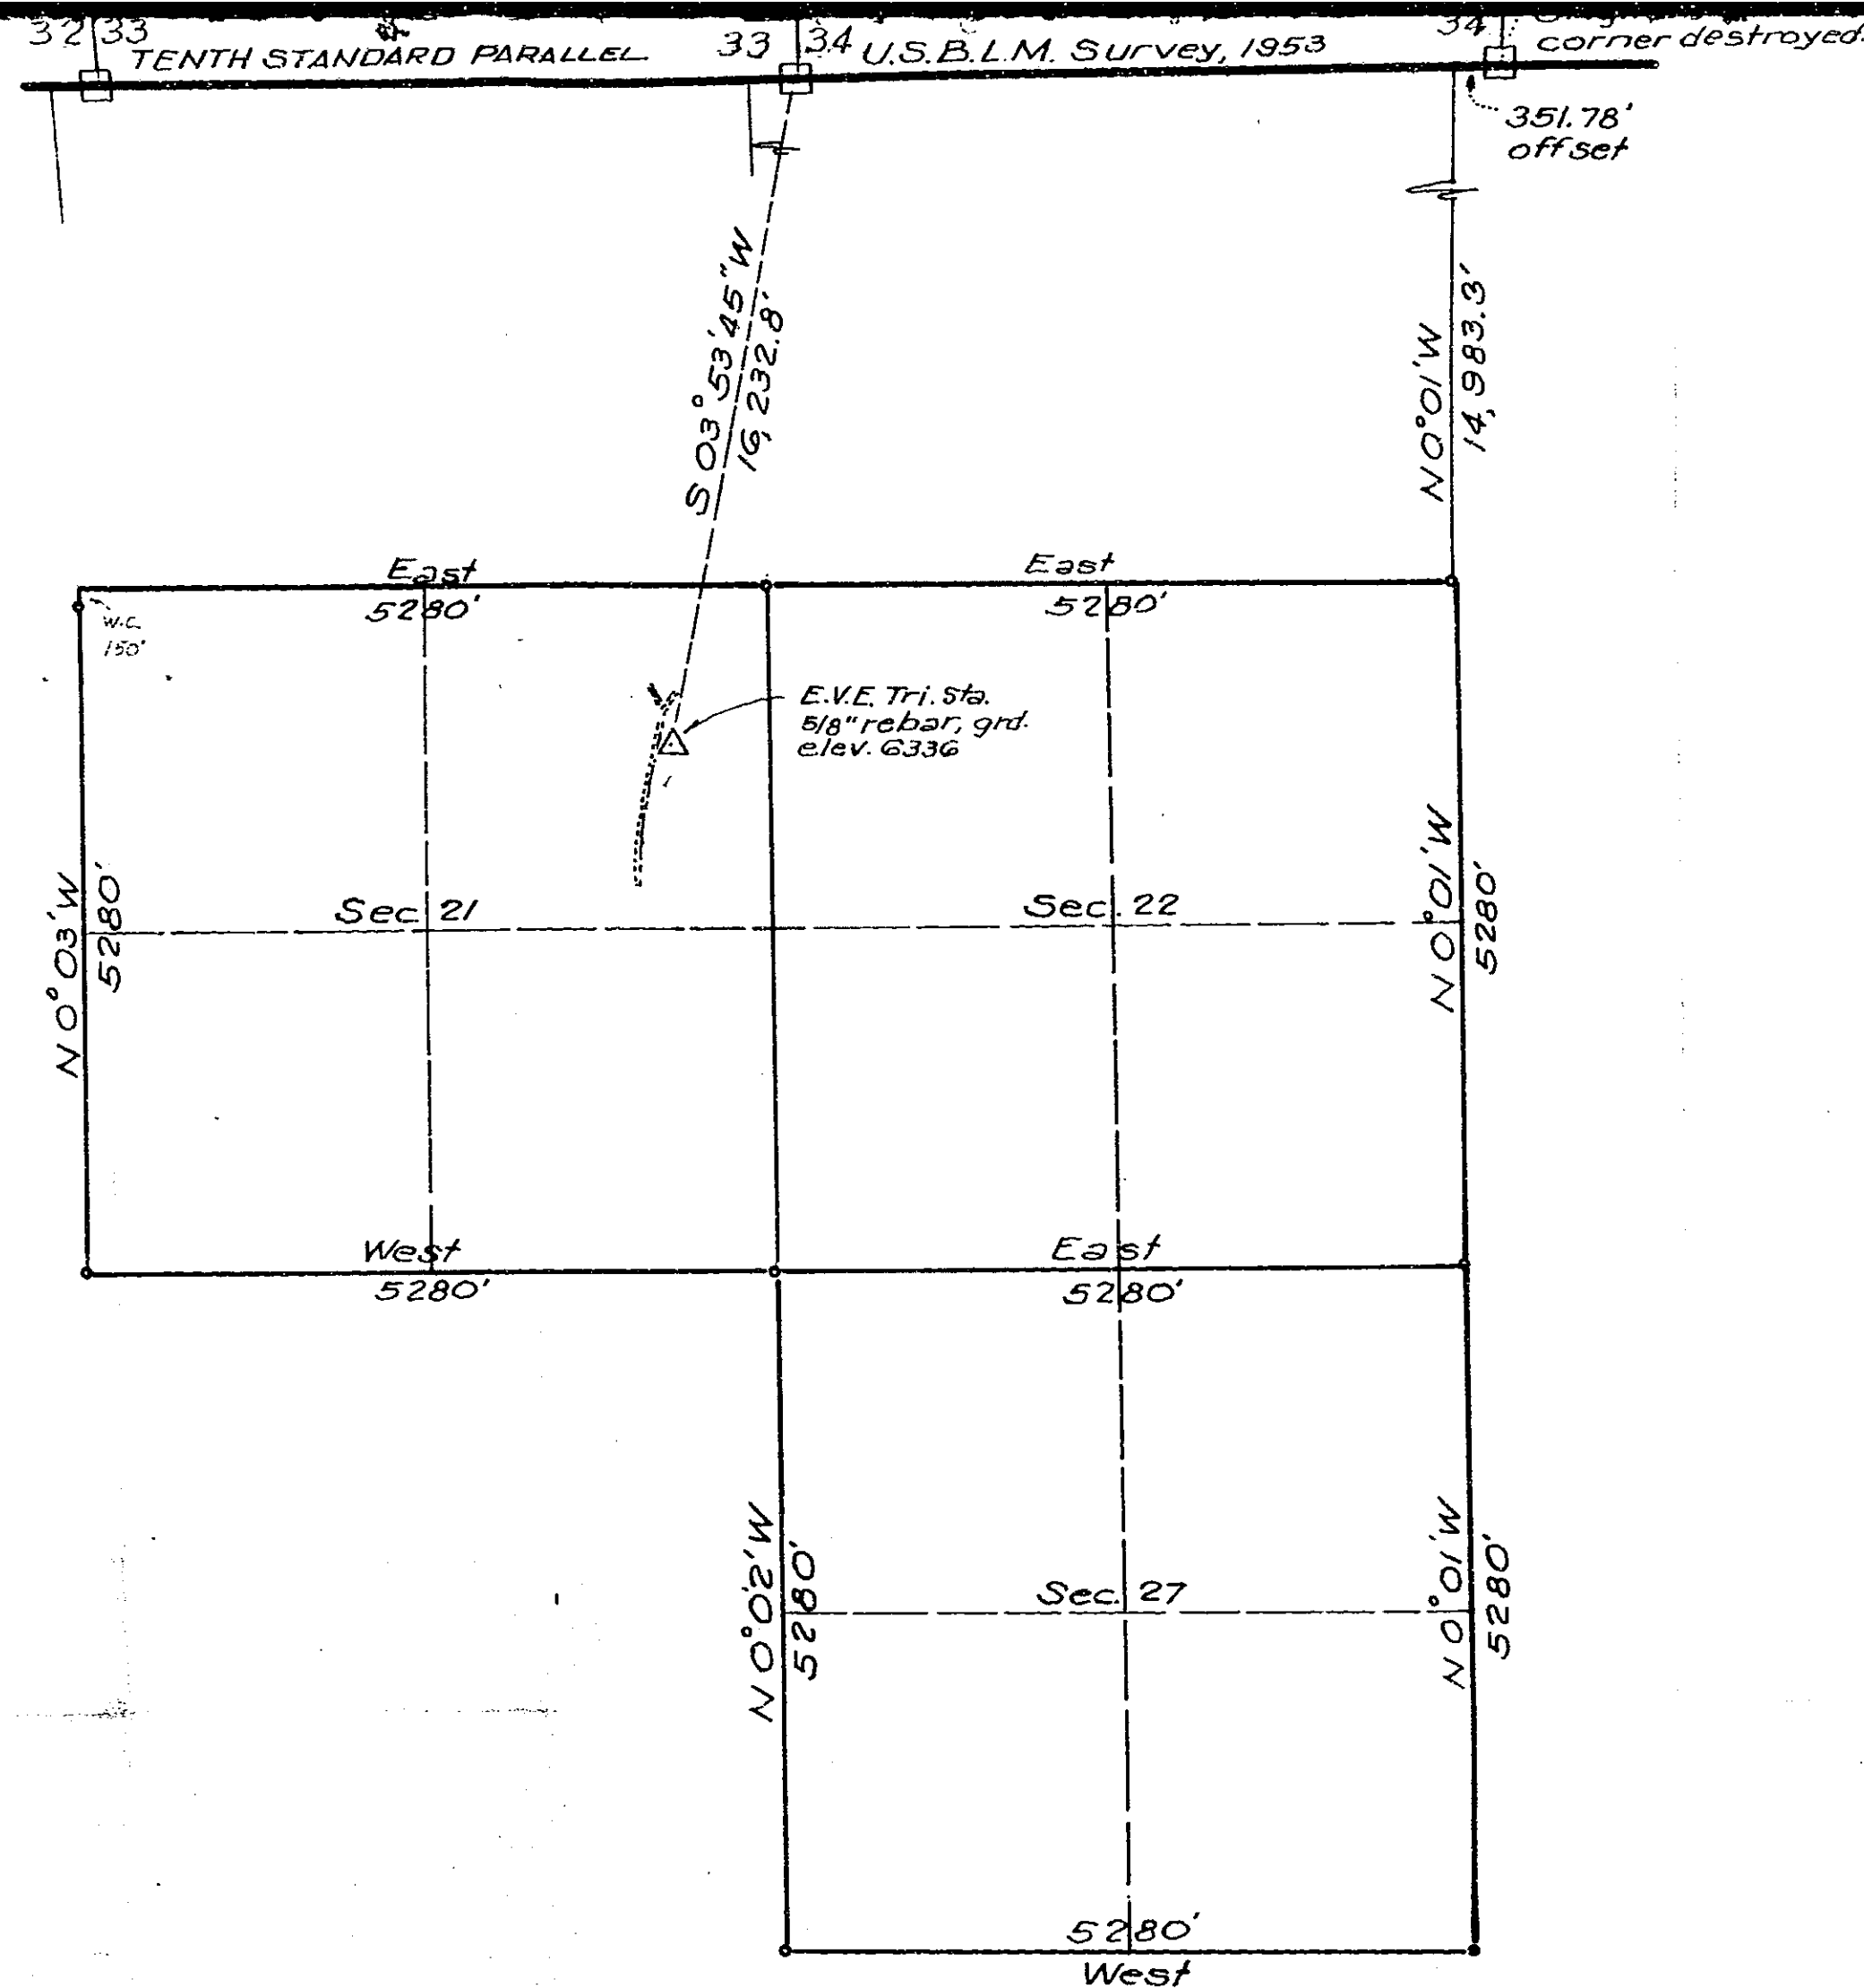 32 33
TENTH STANDARD PARALLEL
33 34
U.S.B.L.M. Survey, 1953
34
corner destroyed.
351.78'
offset
S 03° 53' 45" W
16,232.8'
N 0° 01' W
14,983.3'
East
5280'
East
5280'
W.C.
150'
E.V.E. Tri. Sta.
5/8" rebar, grd.
elev. 6336
N 0° 03' W
5280'
Sec. 21
Sec. 22
N 0° 01' W
5280'
West
5280'
East
5280'
N 0° 02' W
5280'
Sec. 27
N 0° 01' W
5280'
5280'
West